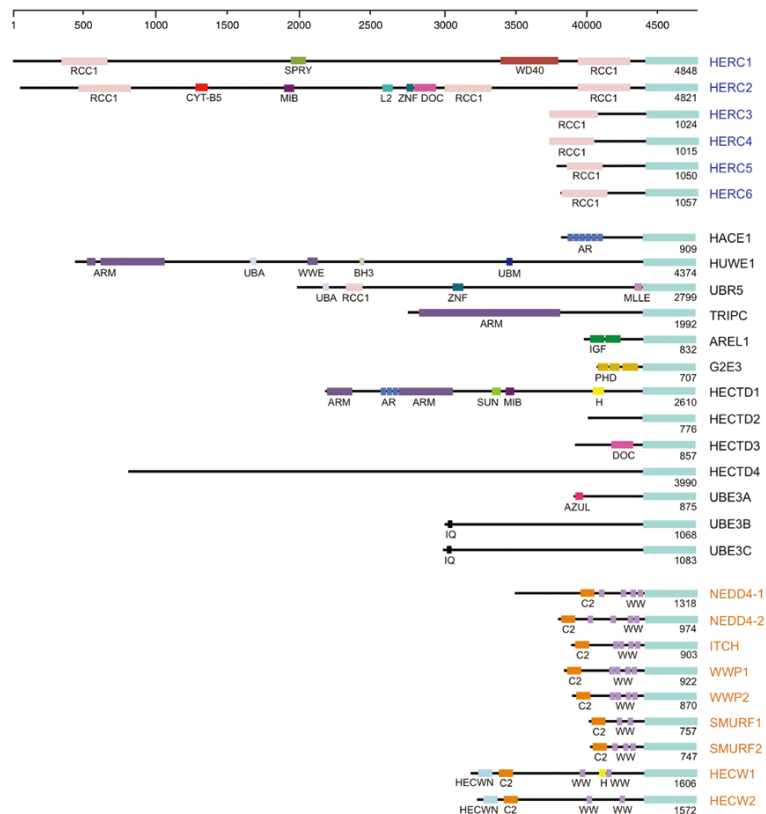 1 500 1000 1500 2000 2500 3000 3500 40000 4500
HERC1
RCC1 SPRY WD40 RCC1 4848
HERC2
RCC1 CYT-B5 MIB L2 ZNF DOC RCC1 RCC1 4821
HERC3
RCC1 1024
HERC4
RCC1 1015
HERC5
RCC1 1050
HERC6
RCC1 1057
HACE1
AR 909
HUWE1
ARM UBA WWE BH3 UBM 4374
UBR5
UBA RCC1 ZNF MLLE 2799
TRIPC
ARM 1992
AREL1
IGF 832
G2E3
PHD 707
HECTD1
ARM AR ARM SUN MIB H 2610
HECTD2
776
HECTD3
DOC 857
HECTD4
3990
UBE3A
AZUL 875
UBE3B
IQ 1068
UBE3C
IQ 1083
NEDD4-1
C2 WW 1318
NEDD4-2
C2 WW 974
ITCH
C2 WW 903
WWP1
C2 WW 922
WWP2
C2 WW 870
SMURF1
C2 WW 757
SMURF2
C2 WW 747
HECW1
HECWN C2 WW H WW 1606
HECW2
HECWN C2 WW WW 1572